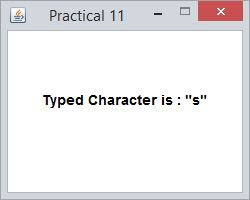 Practical 11
Typed Character is : "s"